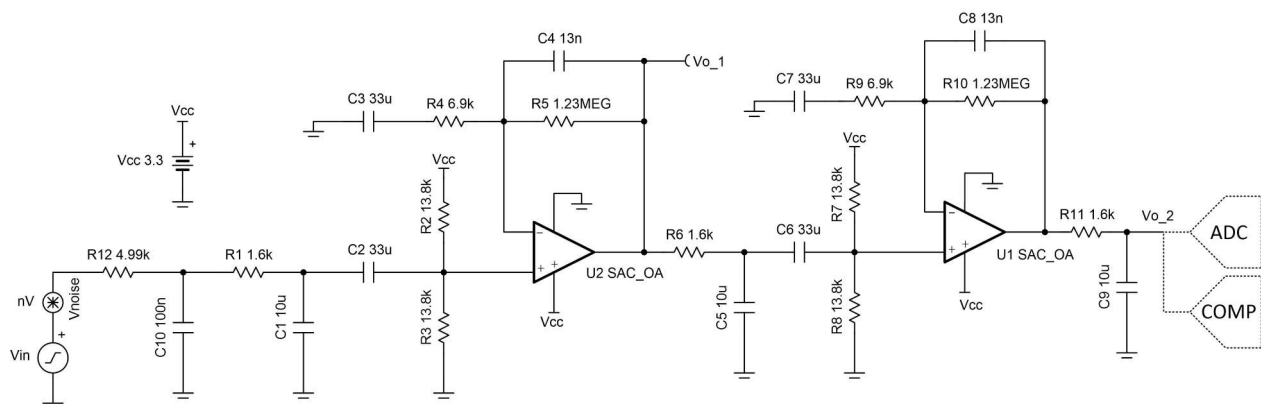 C4 13n
Vo_1
C3 33u
R4 6.9k
R5 1.23MEG
C8 13n
C7 33u
R9 6.9k
R10 1.23MEG
Vcc
+
Vcc 3.3
Vcc
R2 13.8k
Vcc
R7 13.8k
R12 4.99k
R1 1.6k
C2 33u
R3 13.8k
C10 100n
C1 10u
nV
Vnoise
+
Vin
−
+
+
U2 SAC_OA
Vcc
R6 1.6k
C6 33u
C5 10u
R8 13.8k
−
+
+
U1 SAC_OA
Vcc
R11 1.6k
Vo_2
C9 10u
ADC
COMP